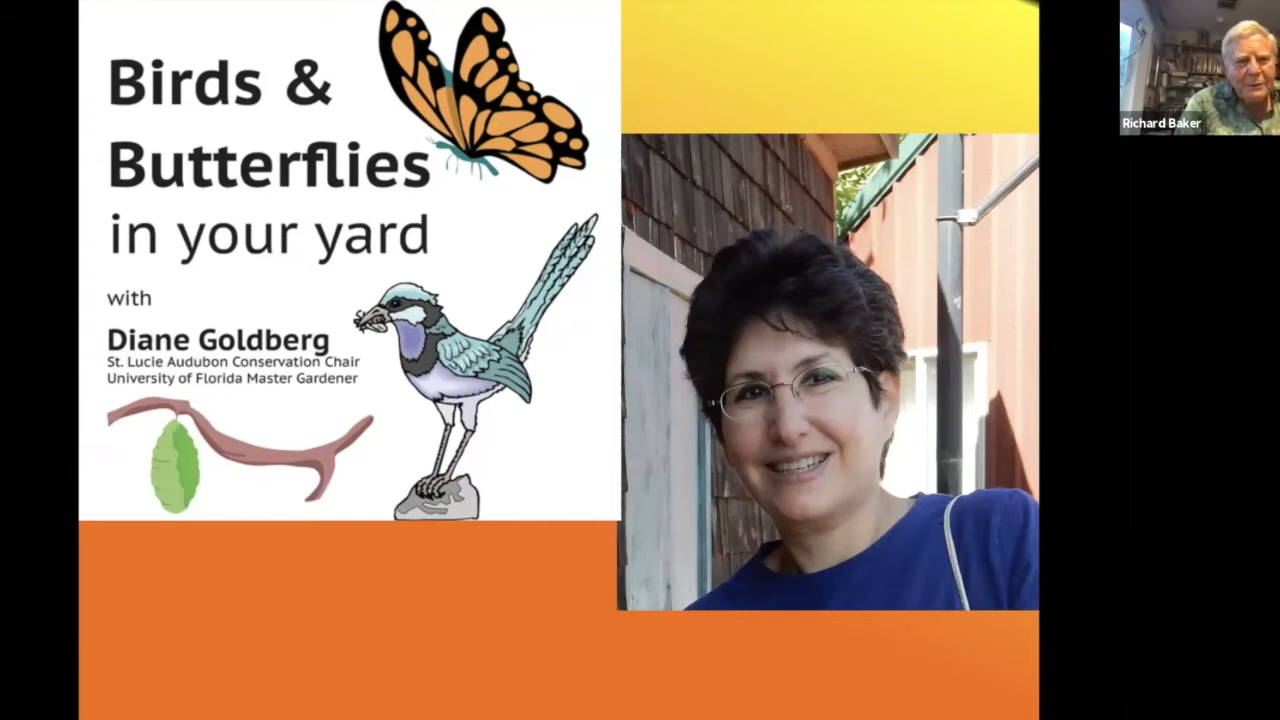 Birds &
Butterflies
in your yard
with
Diane Goldberg
St. Lucie Audubon Conservation Chair
University of Florida Master Gardener
Richard Baker